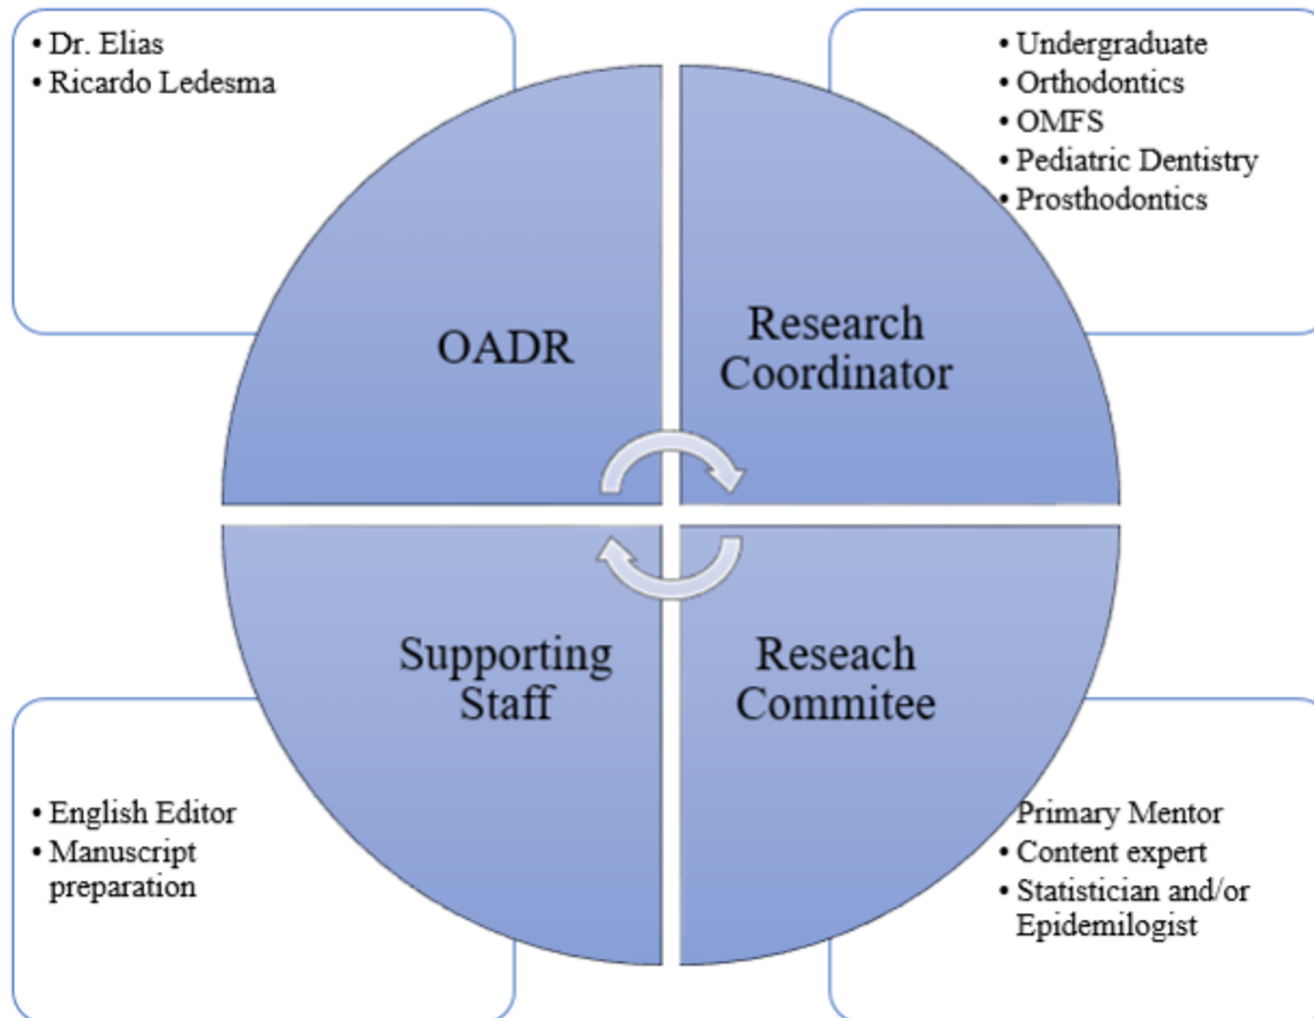 • Dr. Elias
• Ricardo Ledesma
• Undergraduate
• Orthodontics
• OMFS
• Pediatric Dentistry
• Prosthodontics
OADR
Research
Coordinator
Supporting
Staff
Reseach
Commitee
• English Editor
• Manuscript
preparation
Primary Mentor
• Content expert
• Statistician and/or
Epidemilogist